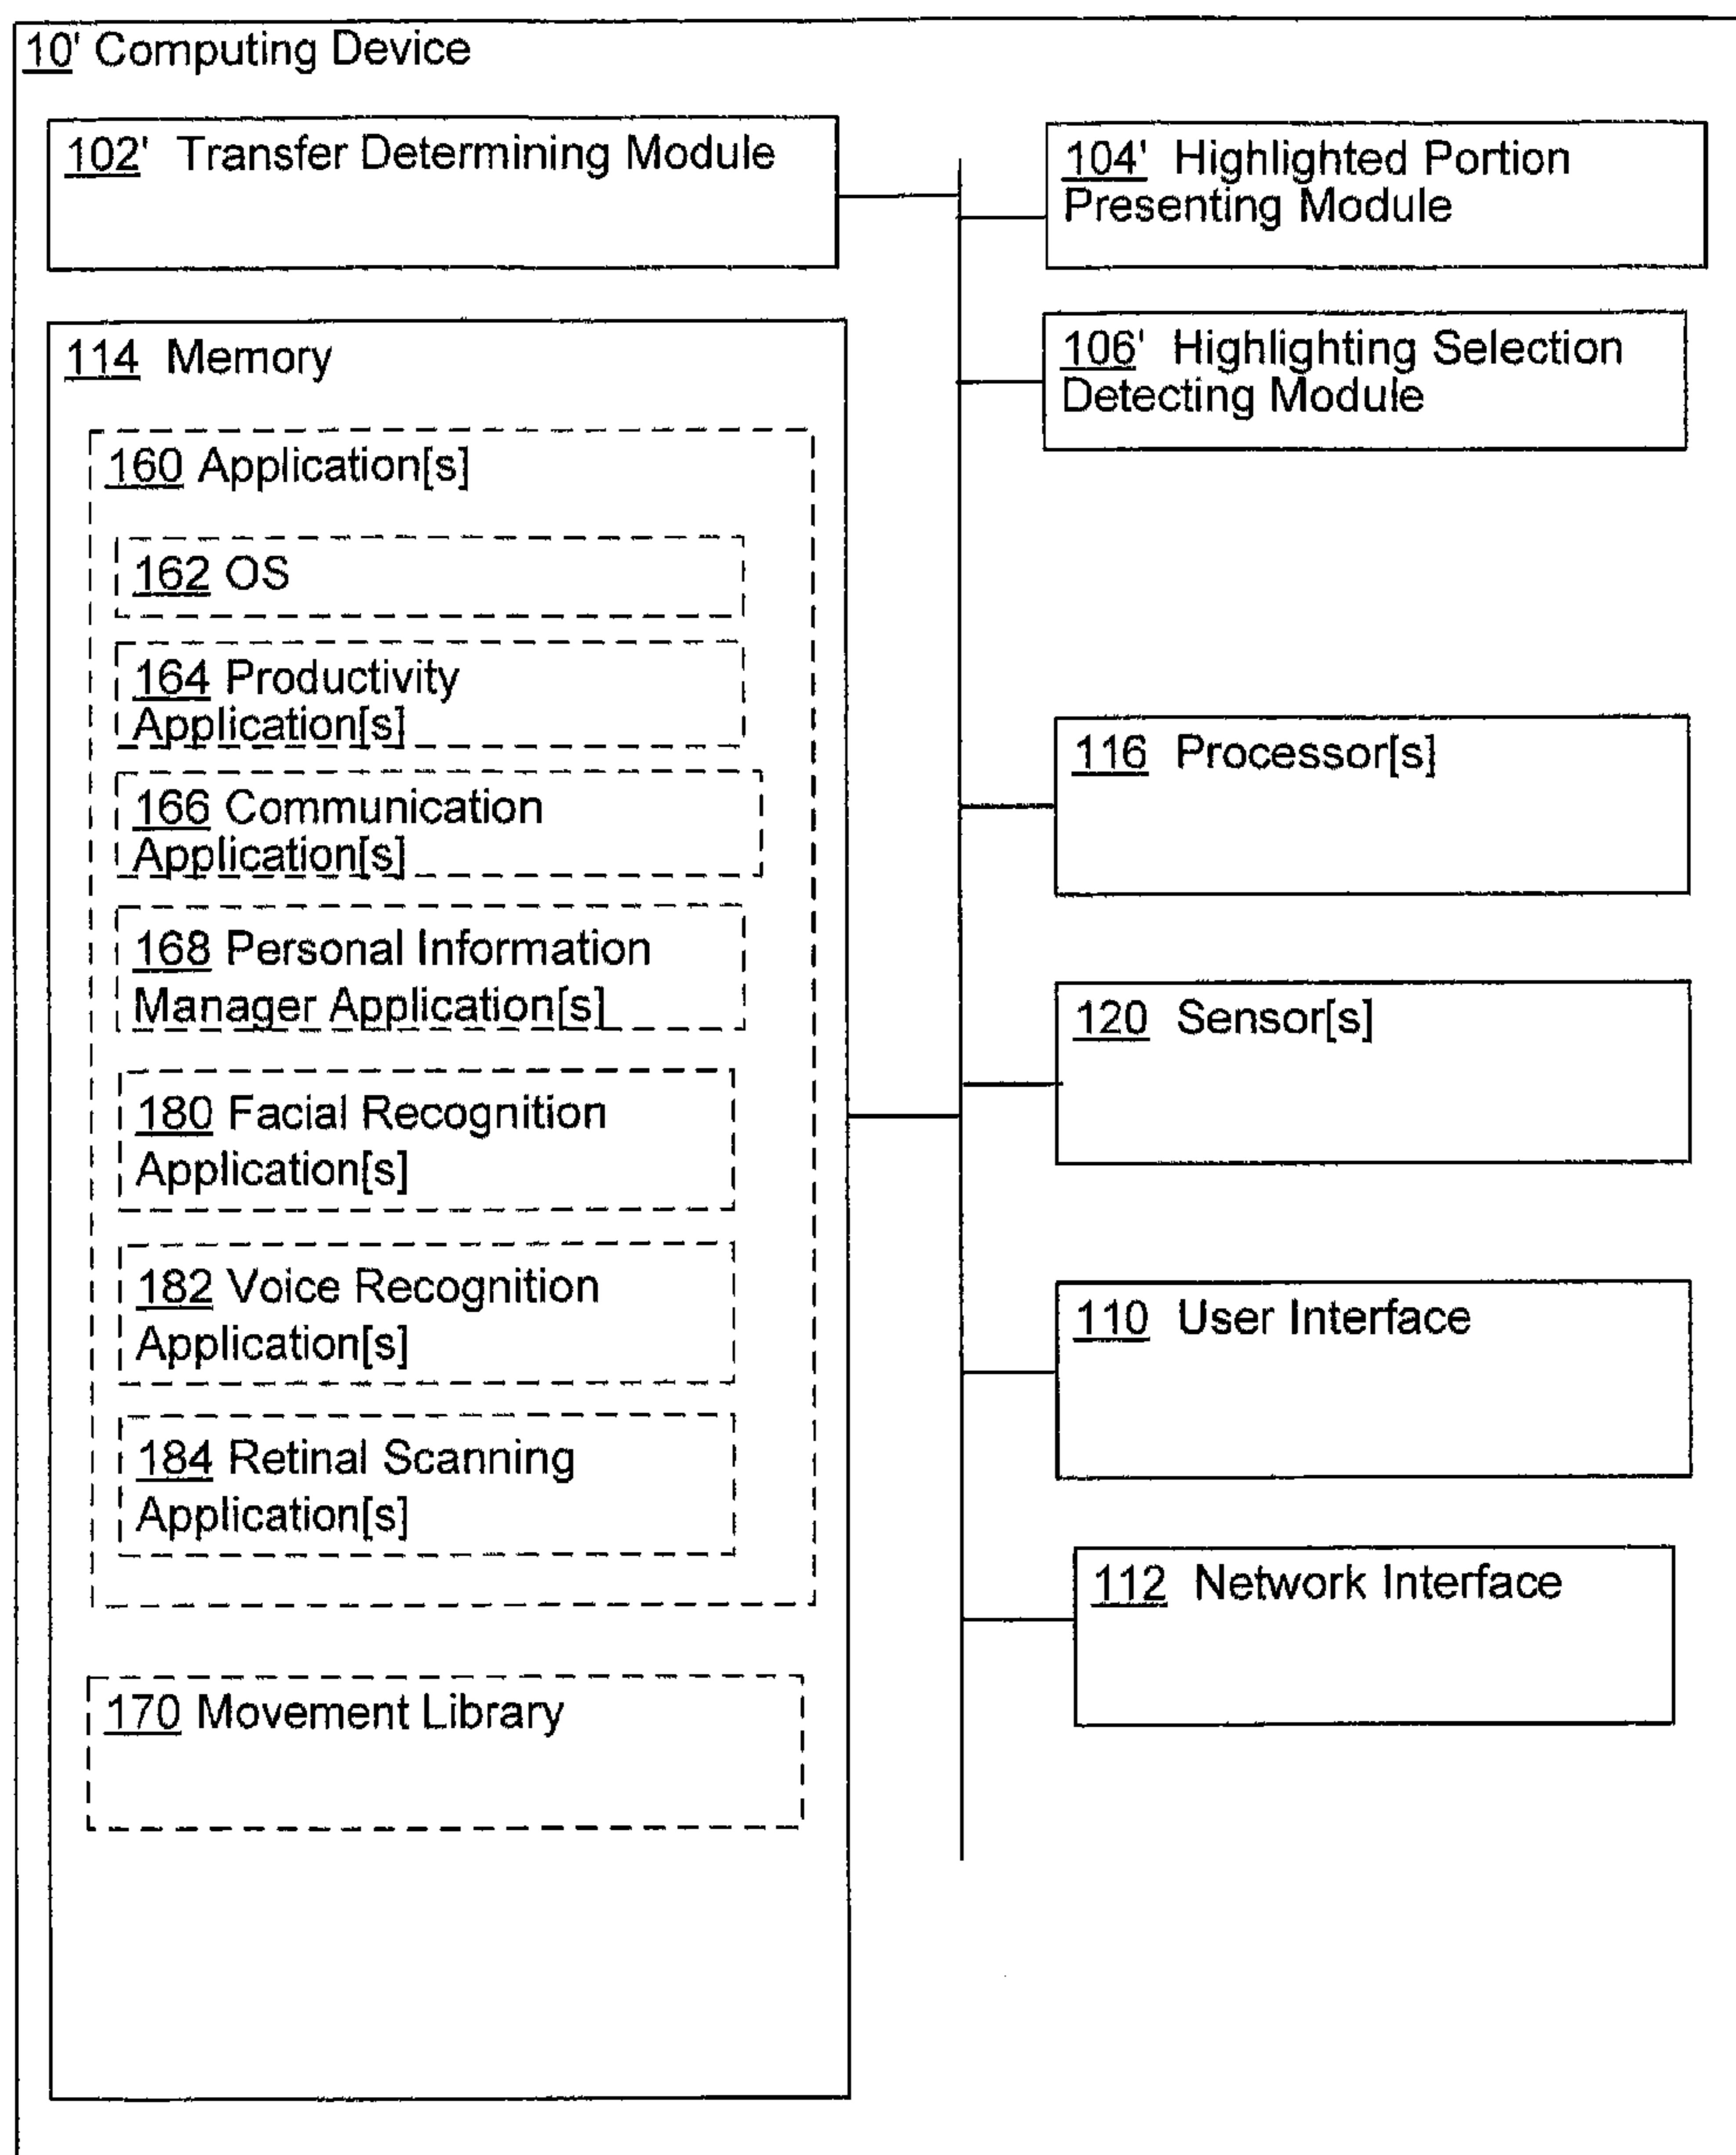 10' Computing Device
102' Transfer Determining Module
104' Highlighted Portion
Presenting Module
106' Highlighting Selection
Detecting Module
114 Memory
160 Application[s]
162 OS
164 Productivity
Application[s]
166 Communication
Application[s]
168 Personal Information
Manager Application[s]
180 Facial Recognition
Application[s]
182 Voice Recognition
Application[s]
184 Retinal Scanning
Application[s]
170 Movement Library
116 Processor[s]
120 Sensor[s]
110 User Interface
112 Network Interface